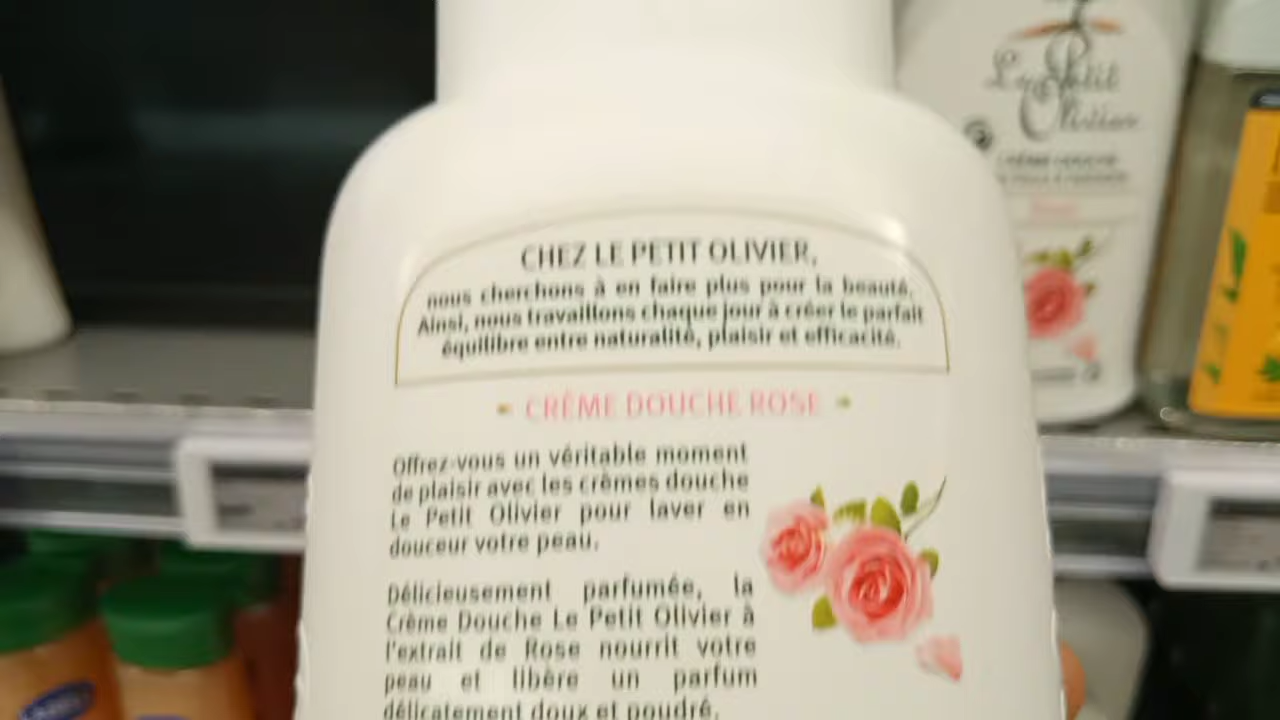 CHEZ LE PETIT OLIVIER,
nous cherchons à en faire plus pour la beauté.
Ainsi, nous travaillons chaque jour à créer le parfait
équilibre entre naturalité, plaisir et efficacité.
CRÈME DOUCHE ROSE
Offrez-vous un véritable moment
de plaisir avec les crèmes douche
Le Petit Olivier pour laver en
douceur votre peau.
Délicieusement parfumée, la
Crème Douche Le Petit Olivier à
l'extrait de Rose nourrit votre
peau et libère un parfum
délicatement doux et poudré.
Le Petit
Olivier
CRÈME DOUCHE